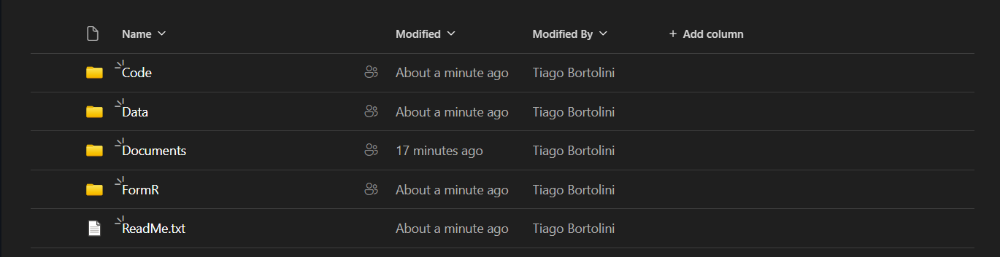 Name Modified Modified By + Add column
Code About a minute ago Tiago Bortolini
Data About a minute ago Tiago Bortolini
Documents 17 minutes ago Tiago Bortolini
FormR About a minute ago Tiago Bortolini
ReadMe.txt About a minute ago Tiago Bortolini